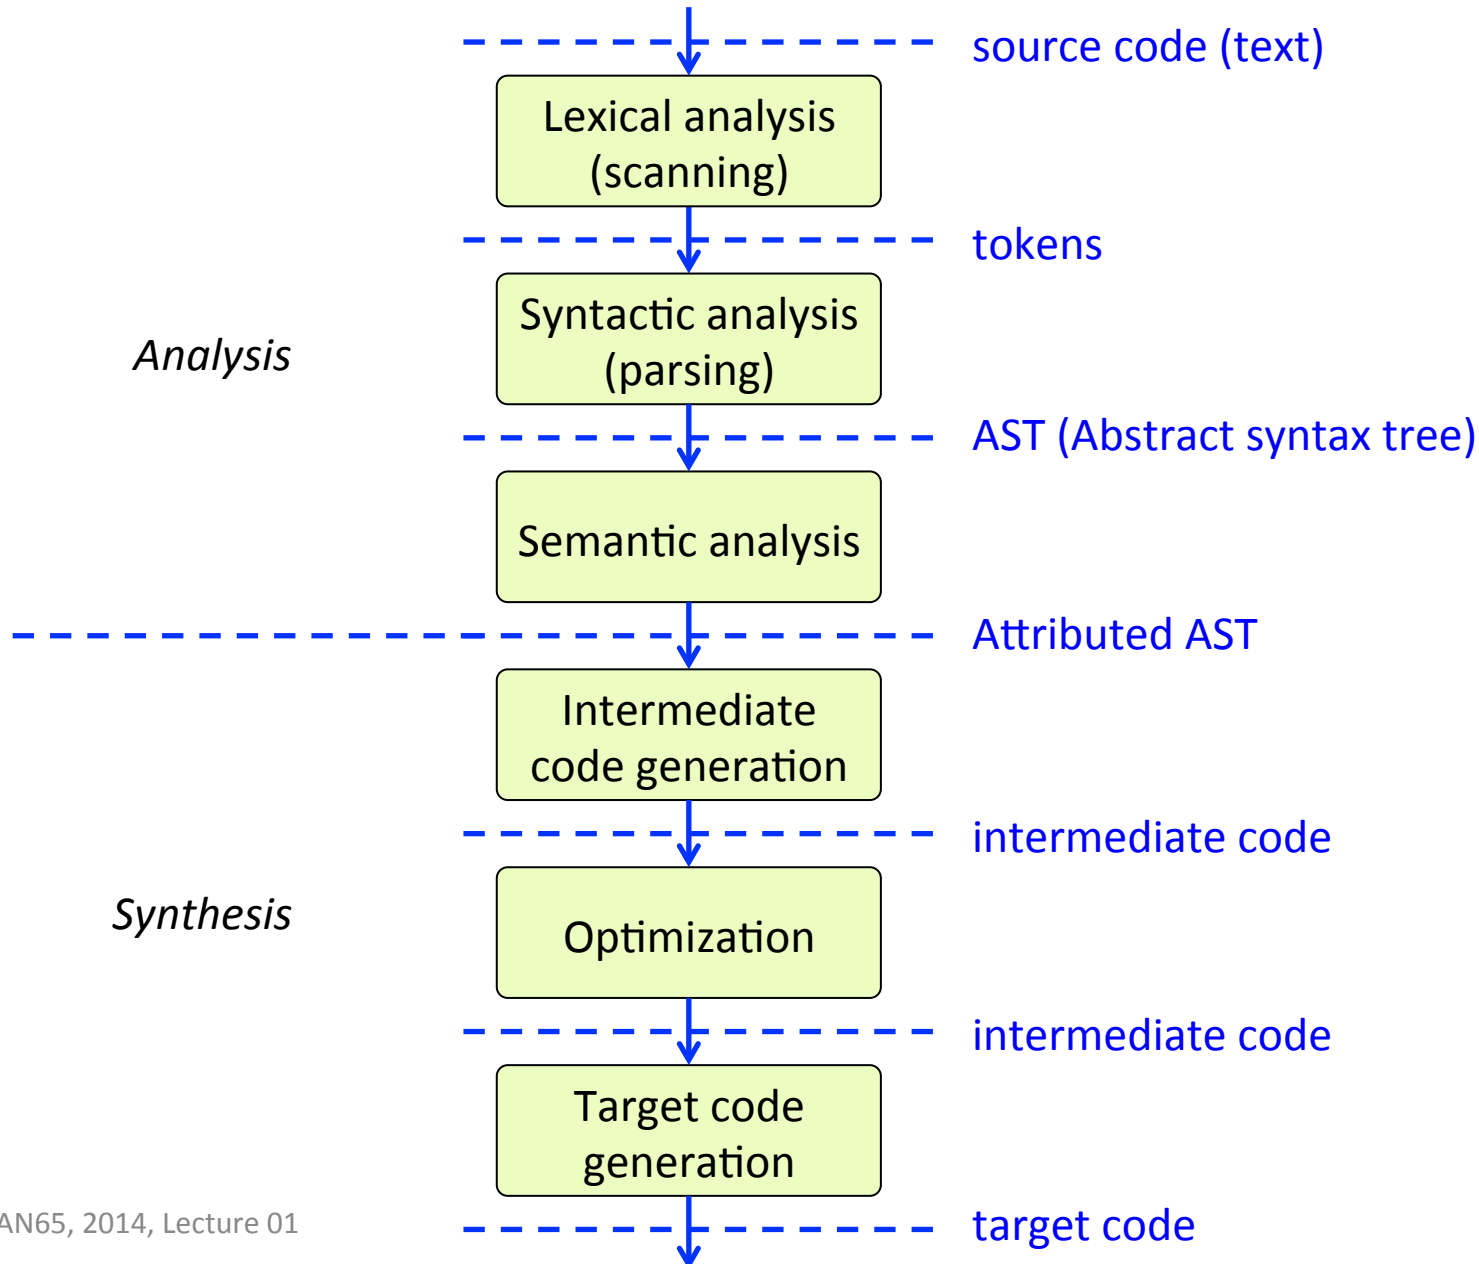 source code (text)
Lexical analysis
(scanning)
tokens
Syntactic analysis
(parsing)
Analysis
AST (Abstract syntax tree)
Semantic analysis
Attributed AST
Intermediate
code generation
intermediate code
Synthesis
Optimization
intermediate code
Target code
generation
AN65, 2014, Lecture 01
target code